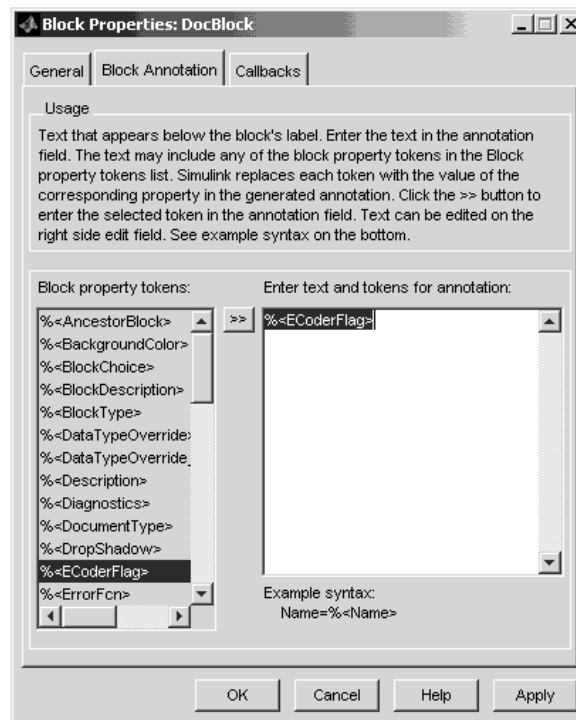 Block Properties: DocBlock
General Block Annotation Callbacks
Usage
Text that appears below the block's label. Enter the text in the annotation
field. The text may include any of the block property tokens in the Block
property tokens list. Simulink replaces each token with the value of the
corresponding property in the generated annotation. Click the >> button to
enter the selected token in the annotation field. Text can be edited on the
right side edit field. See example syntax on the bottom.
Block property tokens:
%<AncestorBlock>
%<BackgroundColor>
%<BlockChoice>
%<BlockDescription>
%<BlockType>
%<DataTypeOverride>
%<DataTypeOverride_
%<Description>
%<Diagnostics>
%<DocumentType>
%<DropShadow>
%<ECoderFlag>
%<ErrorFcn>
>>
Enter text and tokens for annotation:
%<ECoderFlag>
Example syntax:
Name=%<Name>
OK Cancel Help Apply